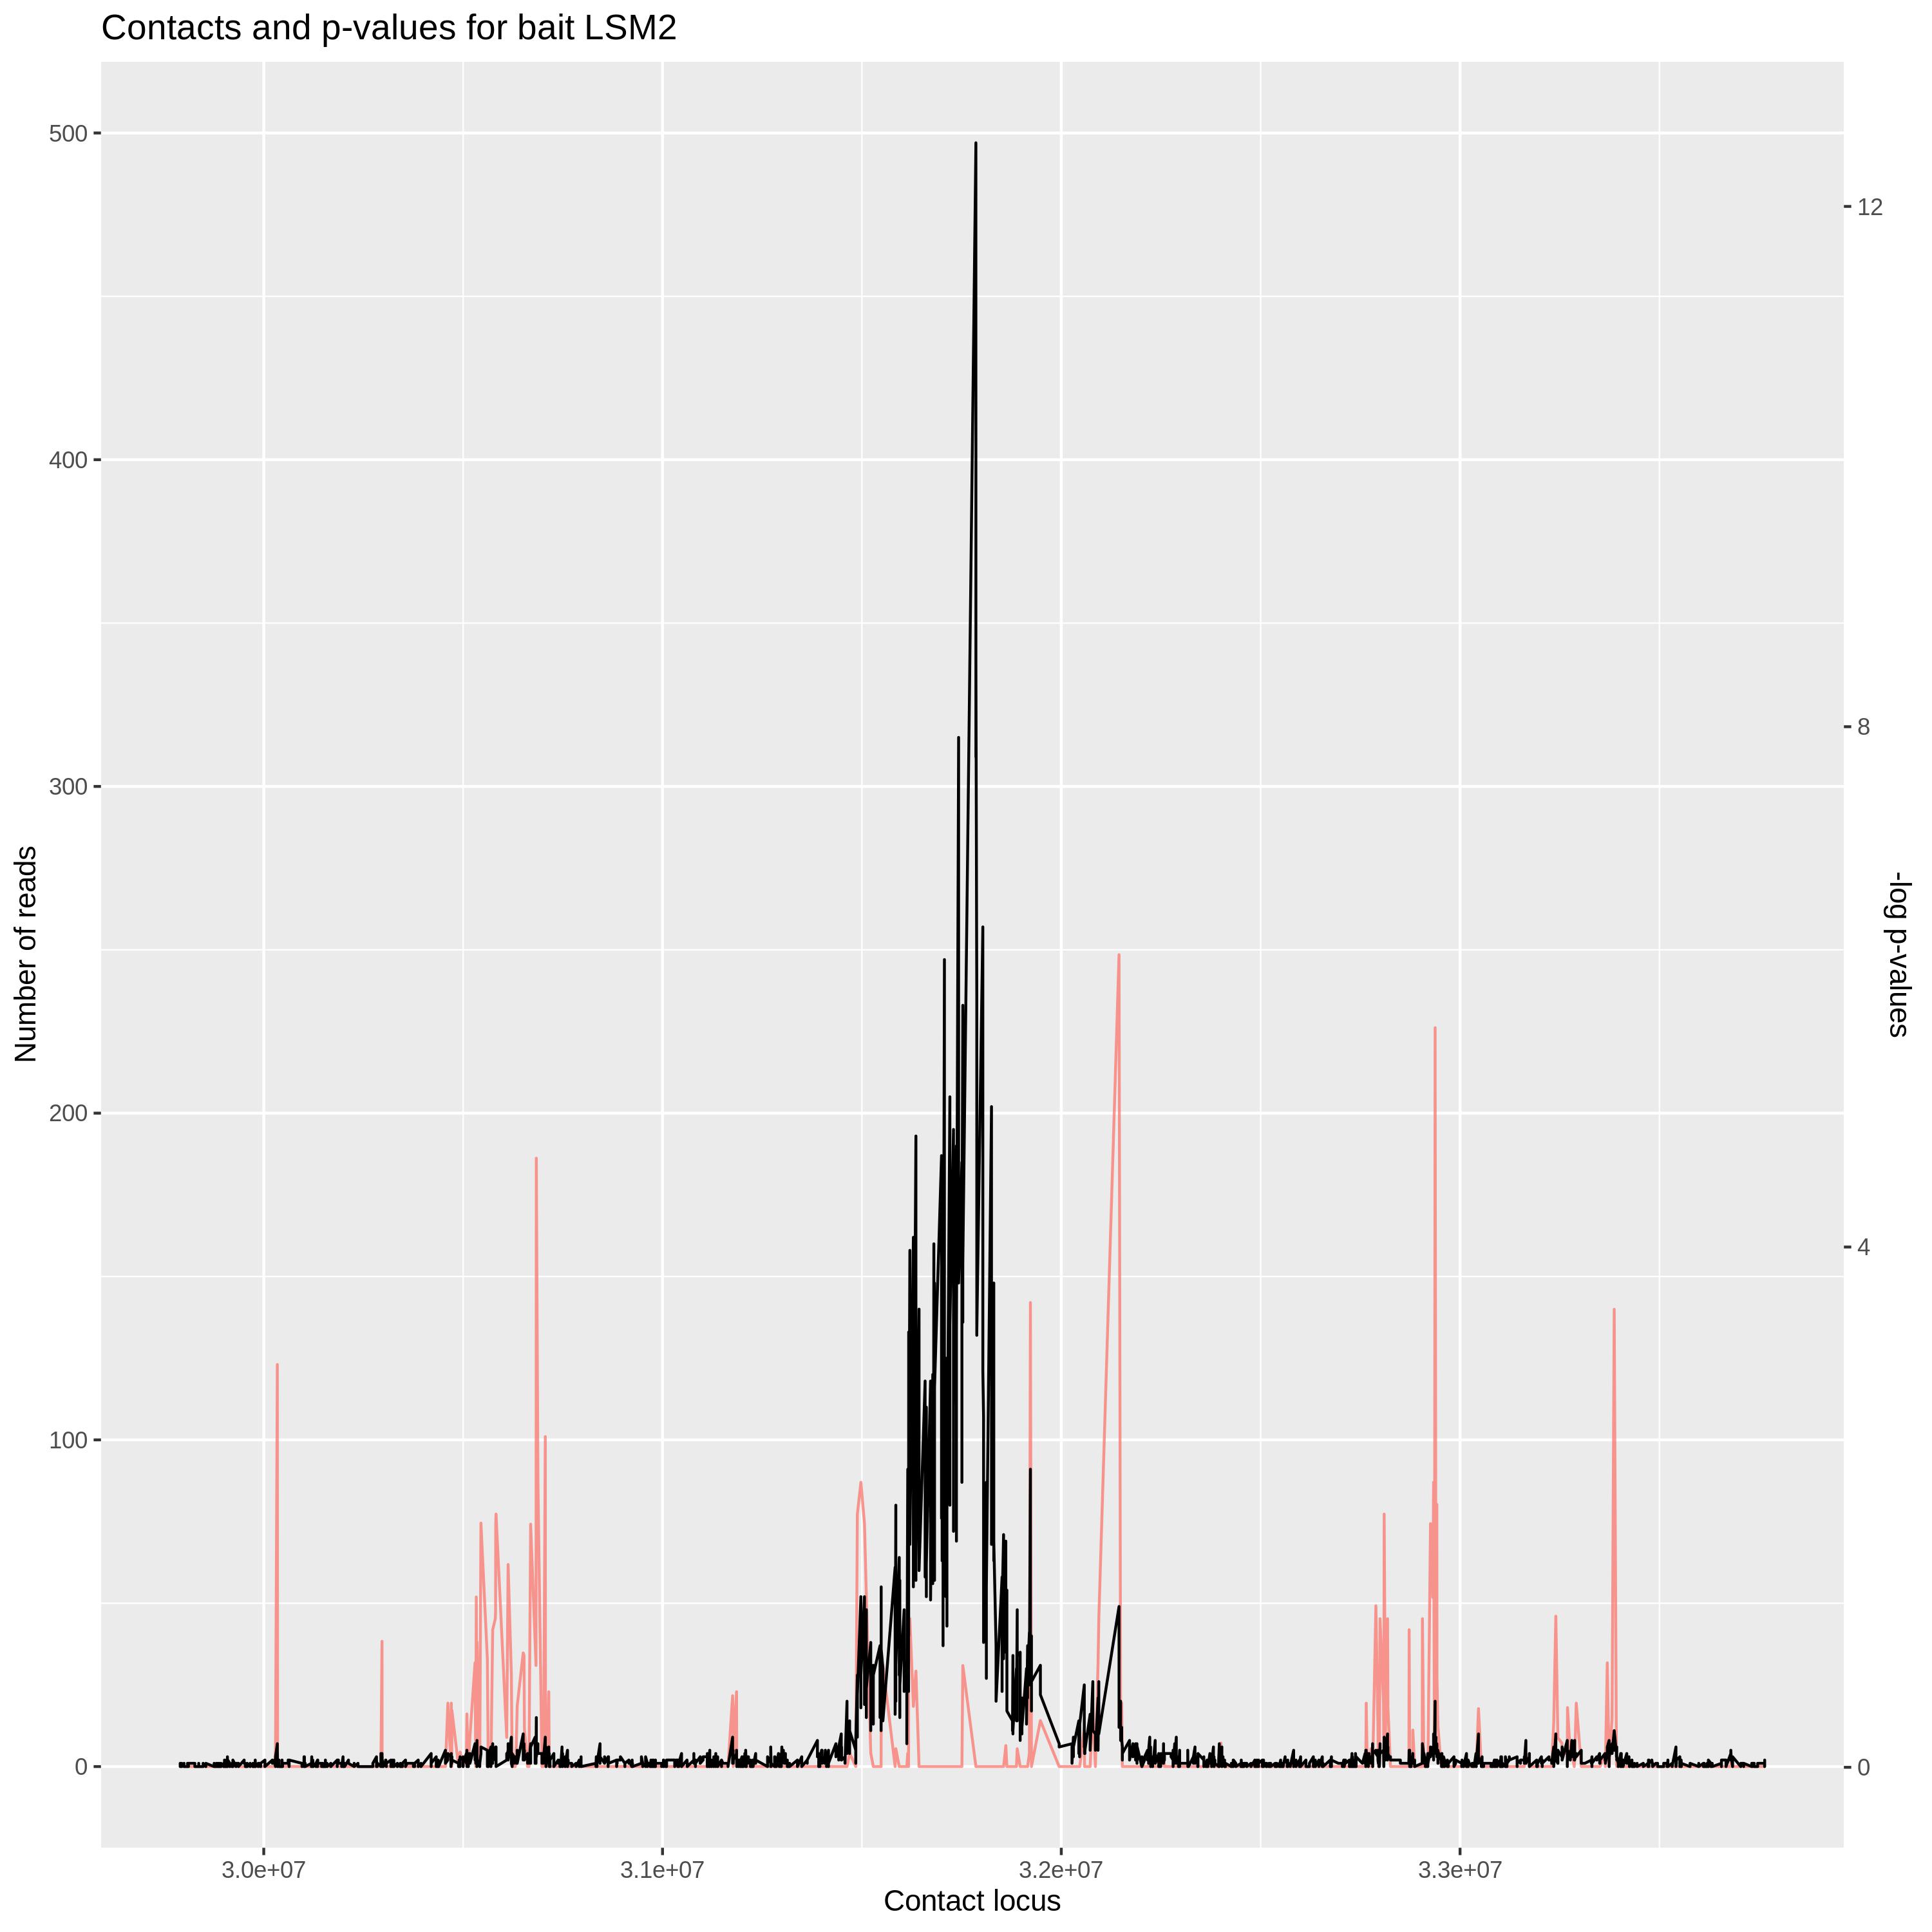 Contacts and p-values for bait LSM2
500
400
300
200
100
0
Number of reads
12
8
4
0
-log p-values
3.0e+07
3.1e+07
3.2e+07
3.3e+07
Contact locus